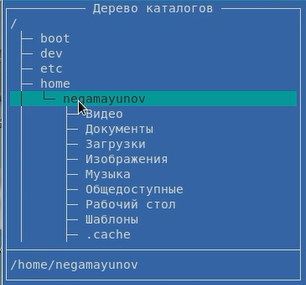 Дерево каталогов
/
boot
dev
etc
home
negamayunov
Видео
Документы
Загрузки
Изображения
Музыка
Общедоступные
Рабочий стол
Шаблоны
.cache
/home/negamayunov